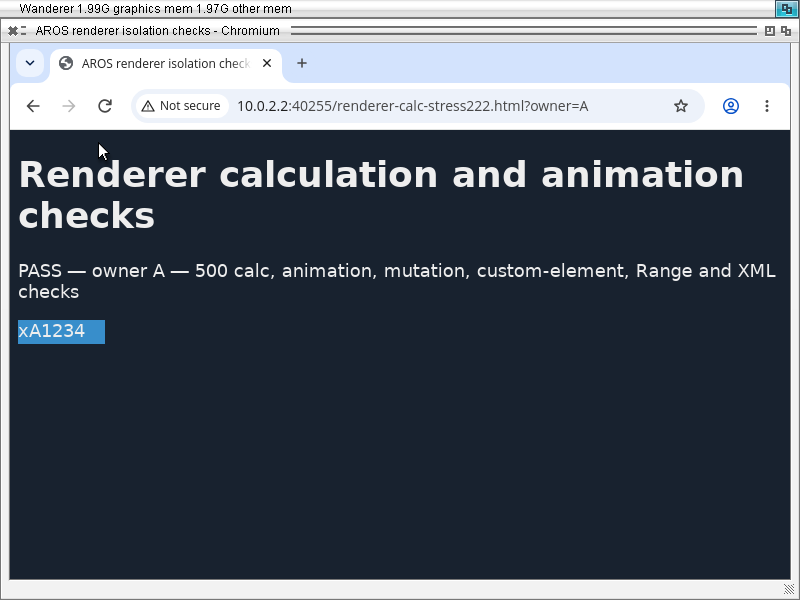 Wanderer 1.99G graphics mem 1.97G other mem
AROS renderer isolation checks - Chromium
AROS renderer isolation check
Not secure
10.0.2.2:40255/renderer-calc-stress222.html?owner=A
Renderer calculation and animation
checks
PASS — owner A — 500 calc, animation, mutation, custom-element, Range and XML
checks
xA1234